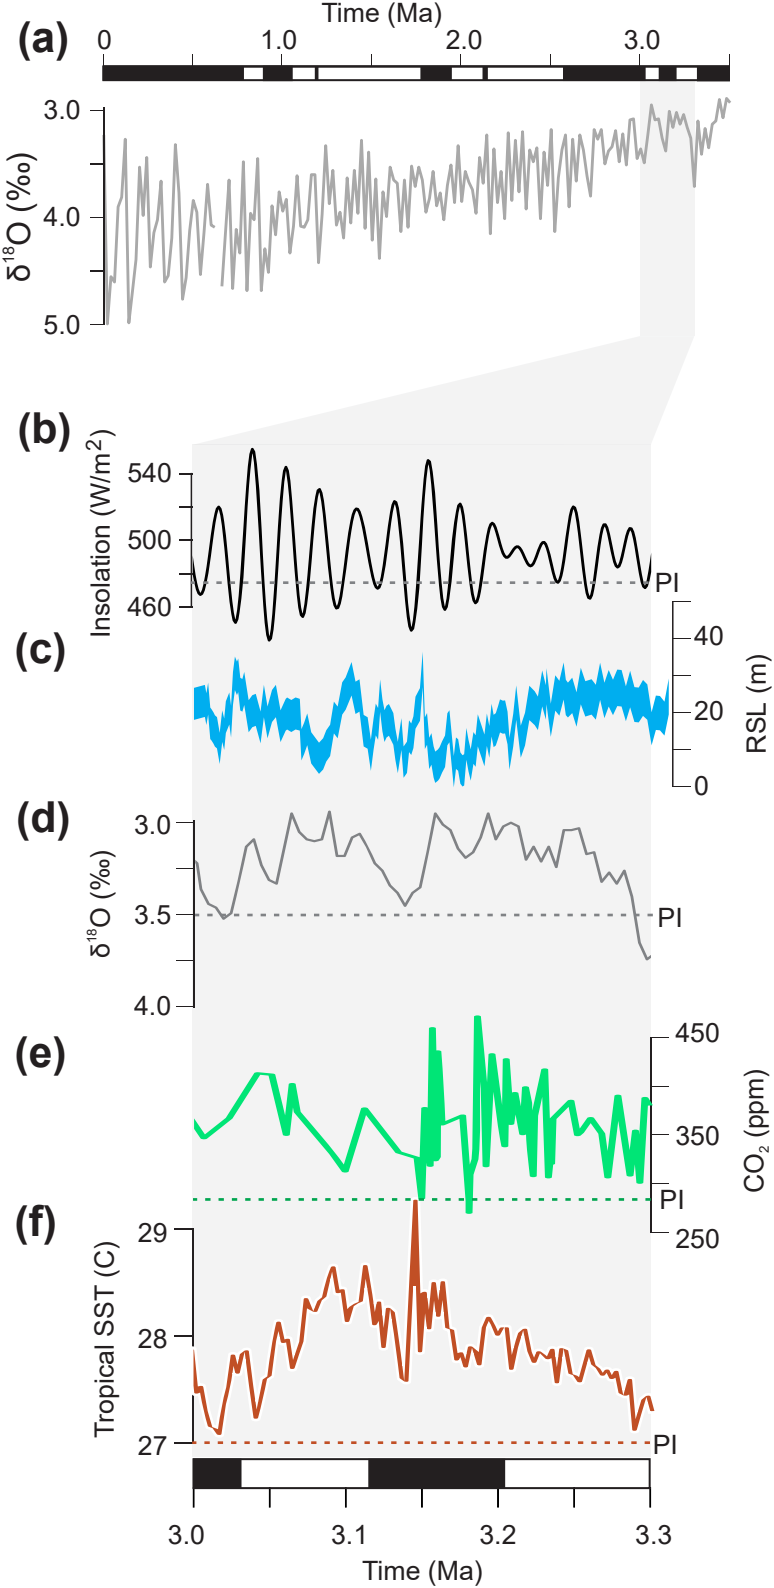 Time (Ma)
(a)
0 1.0 2.0 3.0
3.0
4.0
5.0
δ¹⁸O (‰)
(b)
Insolation (W/m²)
540
500
460
PI
(c)
40
20
0
RSL (m)
(d)
3.0
3.5
4.0
δ¹⁸O (‰)
PI
(e)
450
350
250
CO₂ (ppm)
PI
(f)
29
28
27
Tropical SST (C)
PI
3.0 3.1 3.2 3.3
Time (Ma)